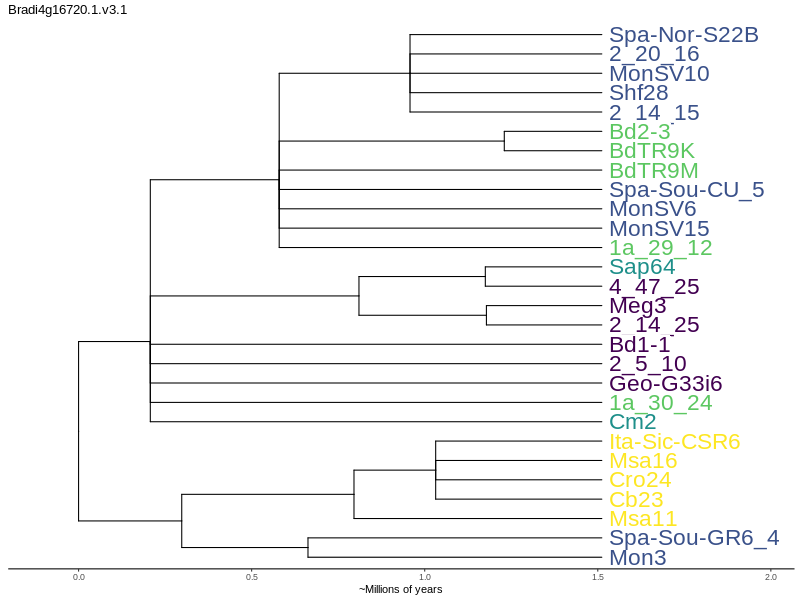 Bradi4g16720.1.v3.1
Spa-Nor-S22B
2_20_16
MonSV10
Shf28
2_14_15
Bd2-3
BdTR9K
BdTR9M
Spa-Sou-CU_5
MonSV6
MonSV15
1a_29_12
Sap64
4_47_25
Meg3
2_14_25
Bd1-1
2_5_10
Geo-G33i6
1a_30_24
Cm2
Ita-Sic-CSR6
Msa16
Cro24
Cb23
Msa11
Spa-Sou-GR6_4
Mon3
0.0 0.5 1.0 1.5 2.0
~Millions of years